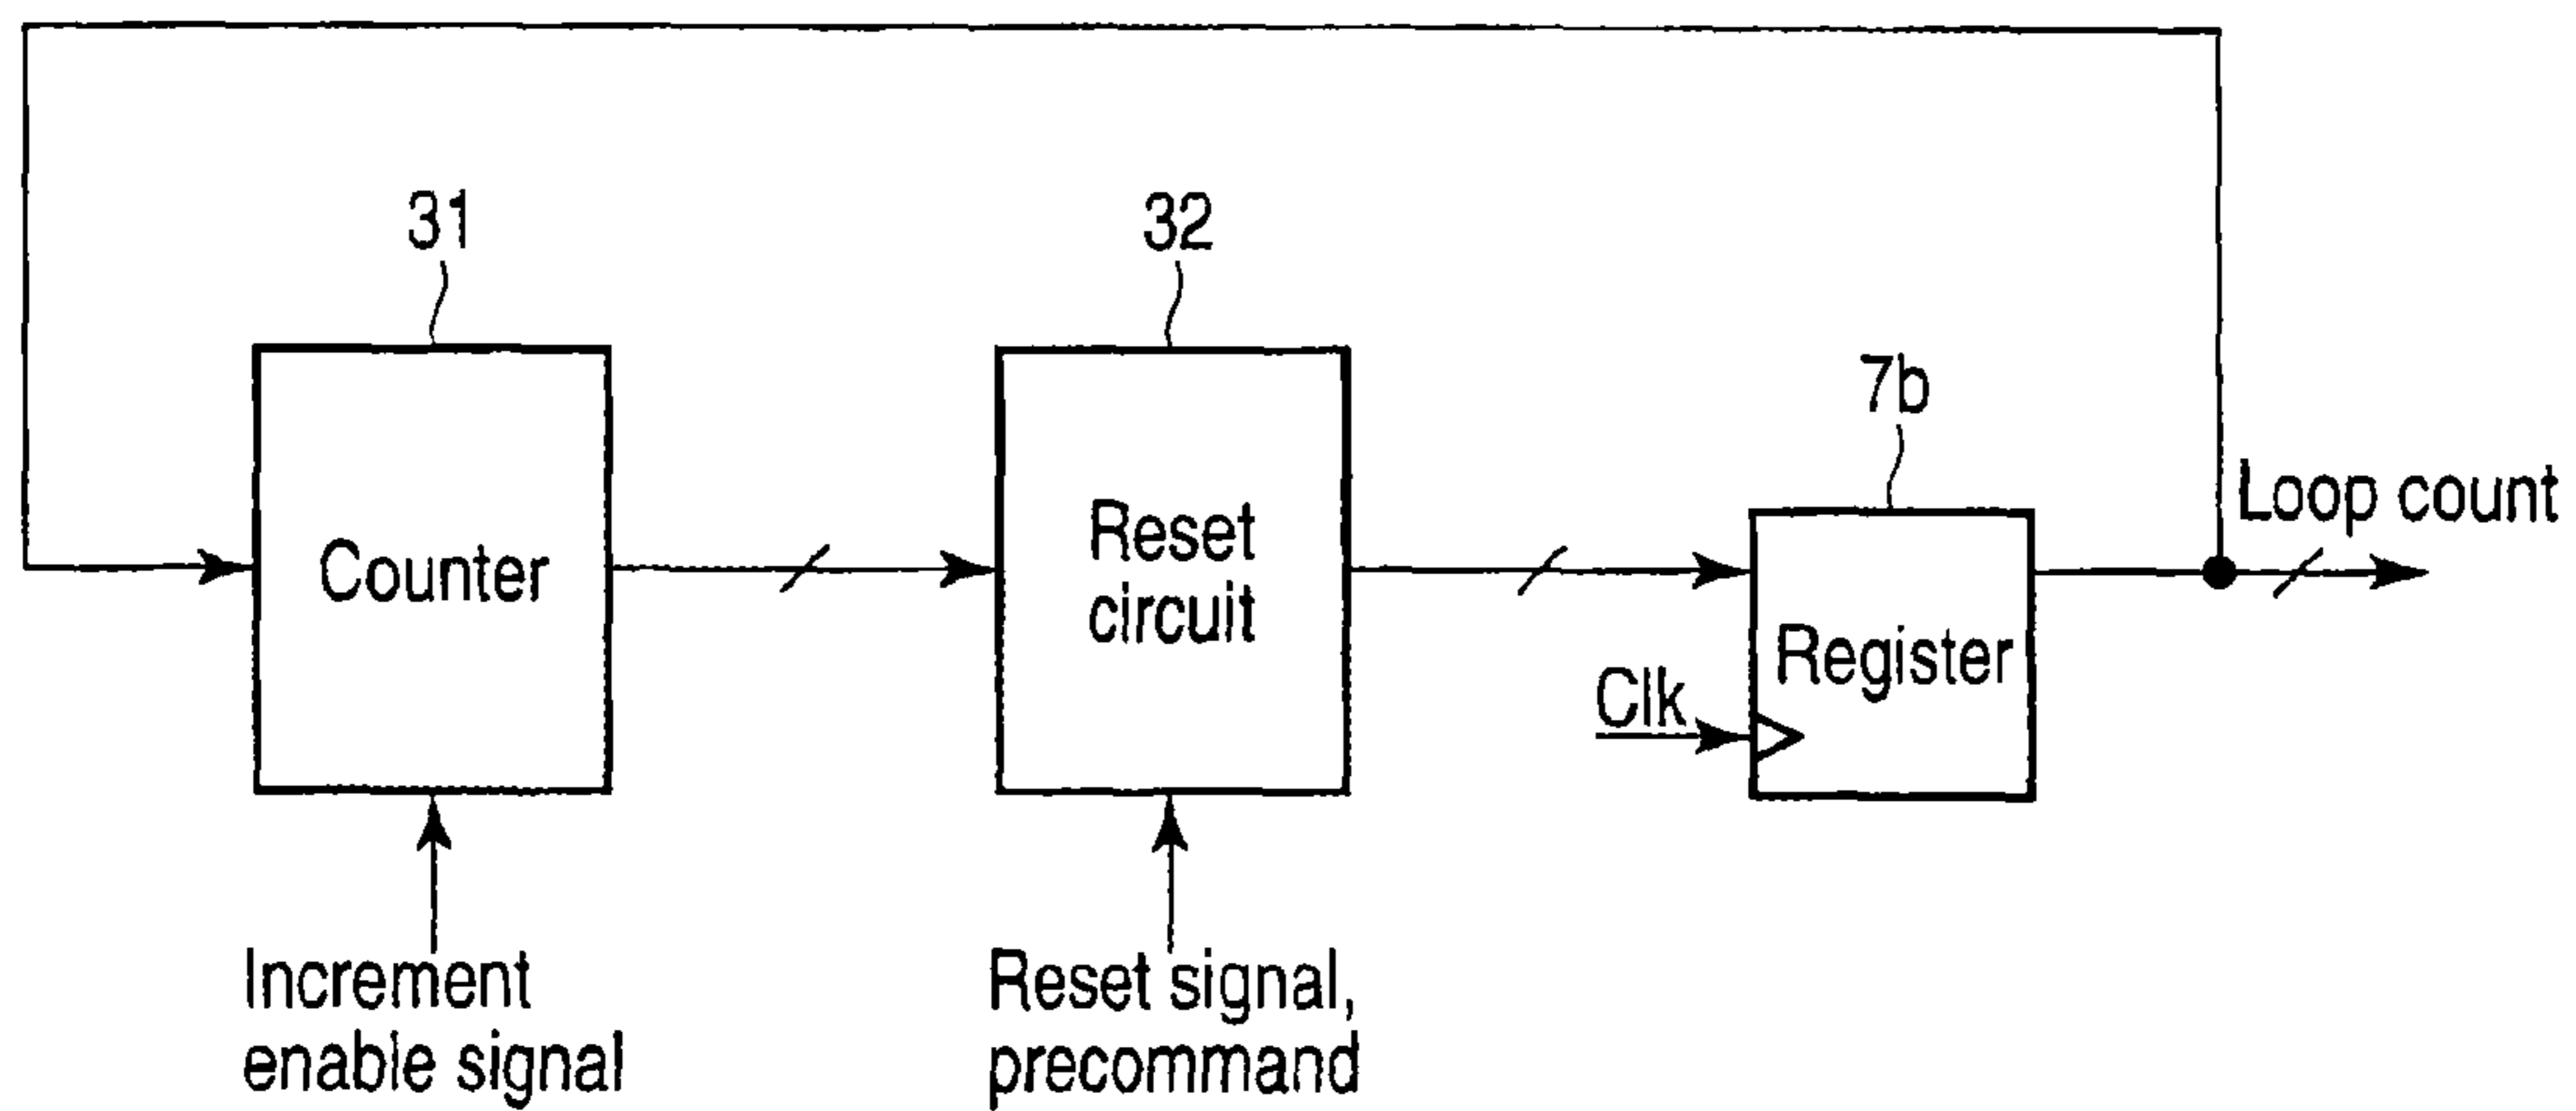 31
32
7b
Loop count
Counter
Reset
circuit
Register
Clk
Increment
enable signal
Reset signal,
precommand